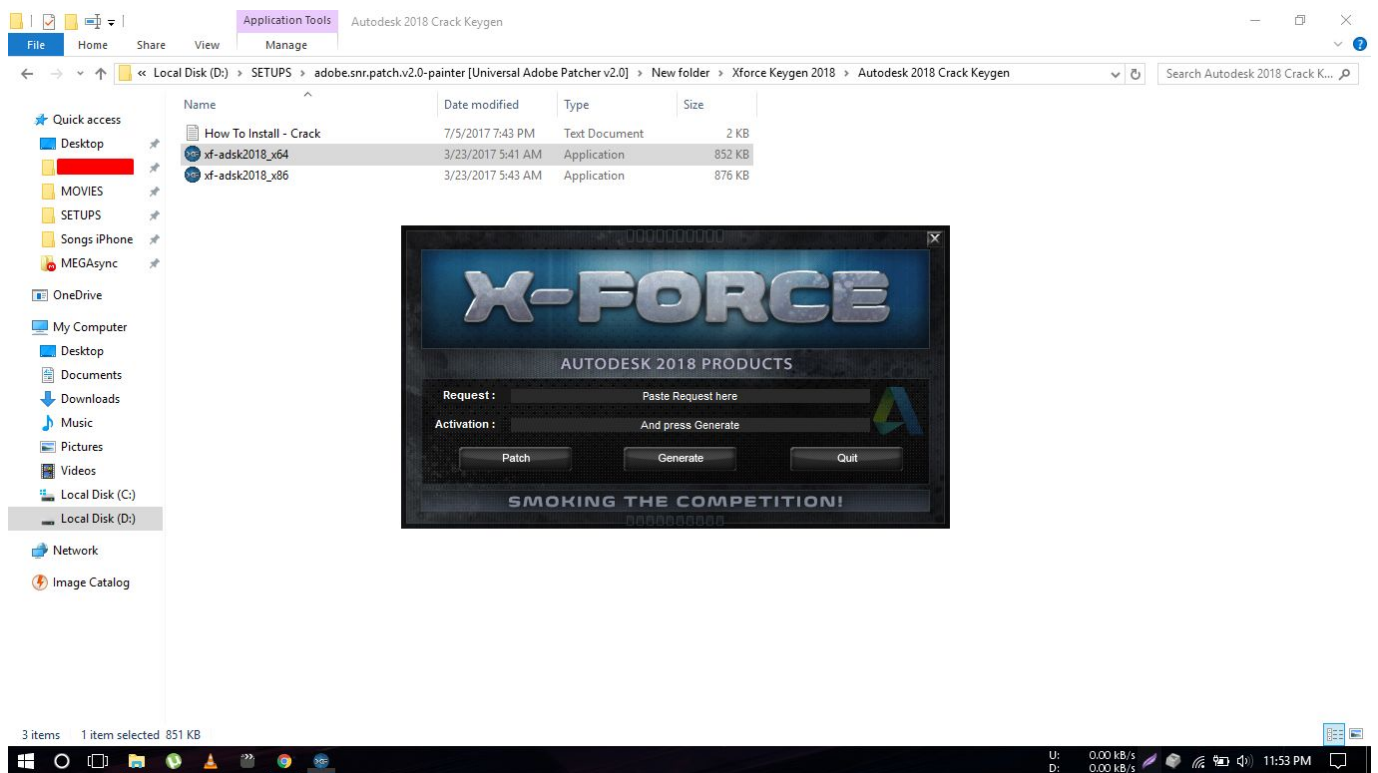 Application Tools
Autodesk 2018 Crack Keygen
File
Home
Share
View
Manage
« Local Disk (D:) › SETUPS › adobe.snr.patch.v2.0-painter [Universal Adobe Patcher v2.0] › New folder › Xforce Keygen 2018 › Autodesk 2018 Crack Keygen
Search Autodesk 2018 Crack K...
Name
Date modified
Type
Size
How To Install - Crack
7/5/2017 7:43 PM
Text Document
2 KB
xf-adsk2018_x64
3/23/2017 5:41 AM
Application
852 KB
xf-adsk2018_x86
3/23/2017 5:43 AM
Application
876 KB
Quick access
Desktop
MOVIES
SETUPS
Songs iPhone
MEGAsync
OneDrive
My Computer
Desktop
Documents
Downloads
Music
Pictures
Videos
Local Disk (C:)
Local Disk (D:)
Network
Image Catalog
X-FORCE
AUTODESK 2018 PRODUCTS
Request :
Paste Request here
Activation :
And press Generate
Patch
Generate
Quit
SMOKING THE COMPETITION!
3 items
1 item selected 851 KB
U: 0.00 kB/s
D: 0.00 kB/s
11:53 PM